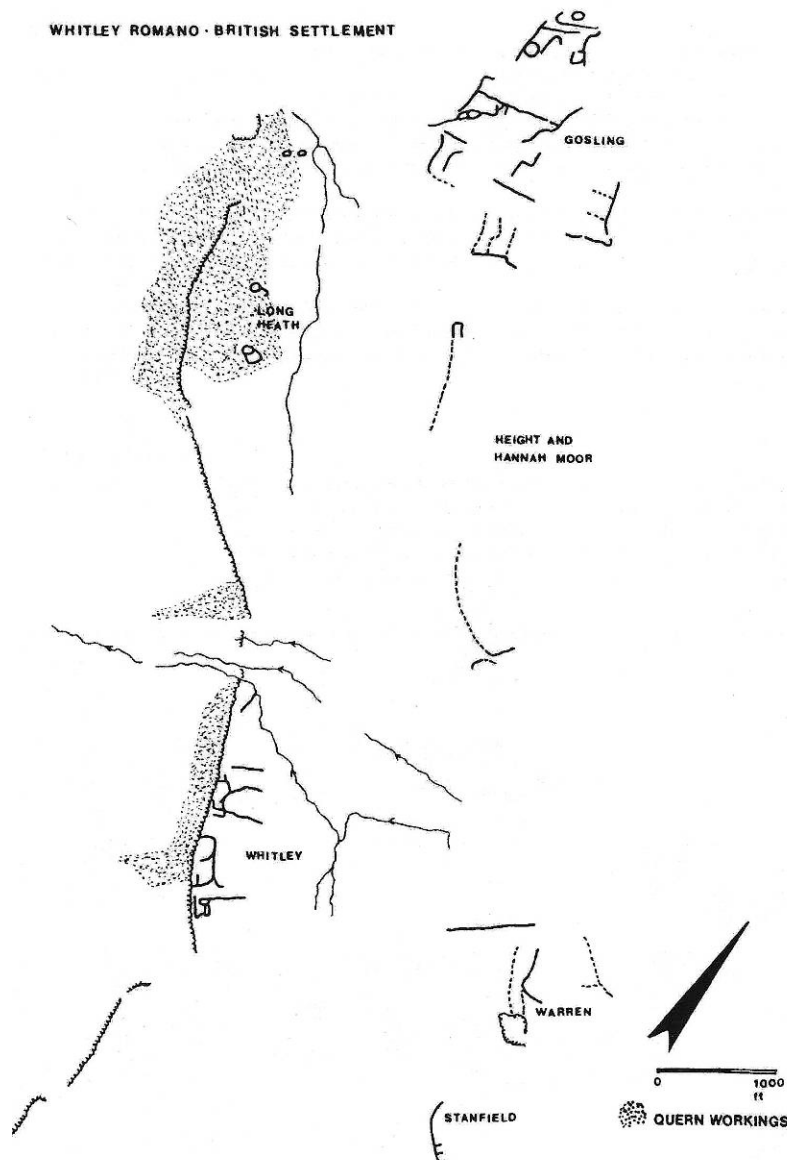 WHITLEY ROMANO · BRITISH SETTLEMENT
GOSLING
LONG
HEATH
HEIGHT AND
HANNAH MOOR
WHITLEY
WARREN
0 1000
ft
STANFIELD
QUERN WORKINGS